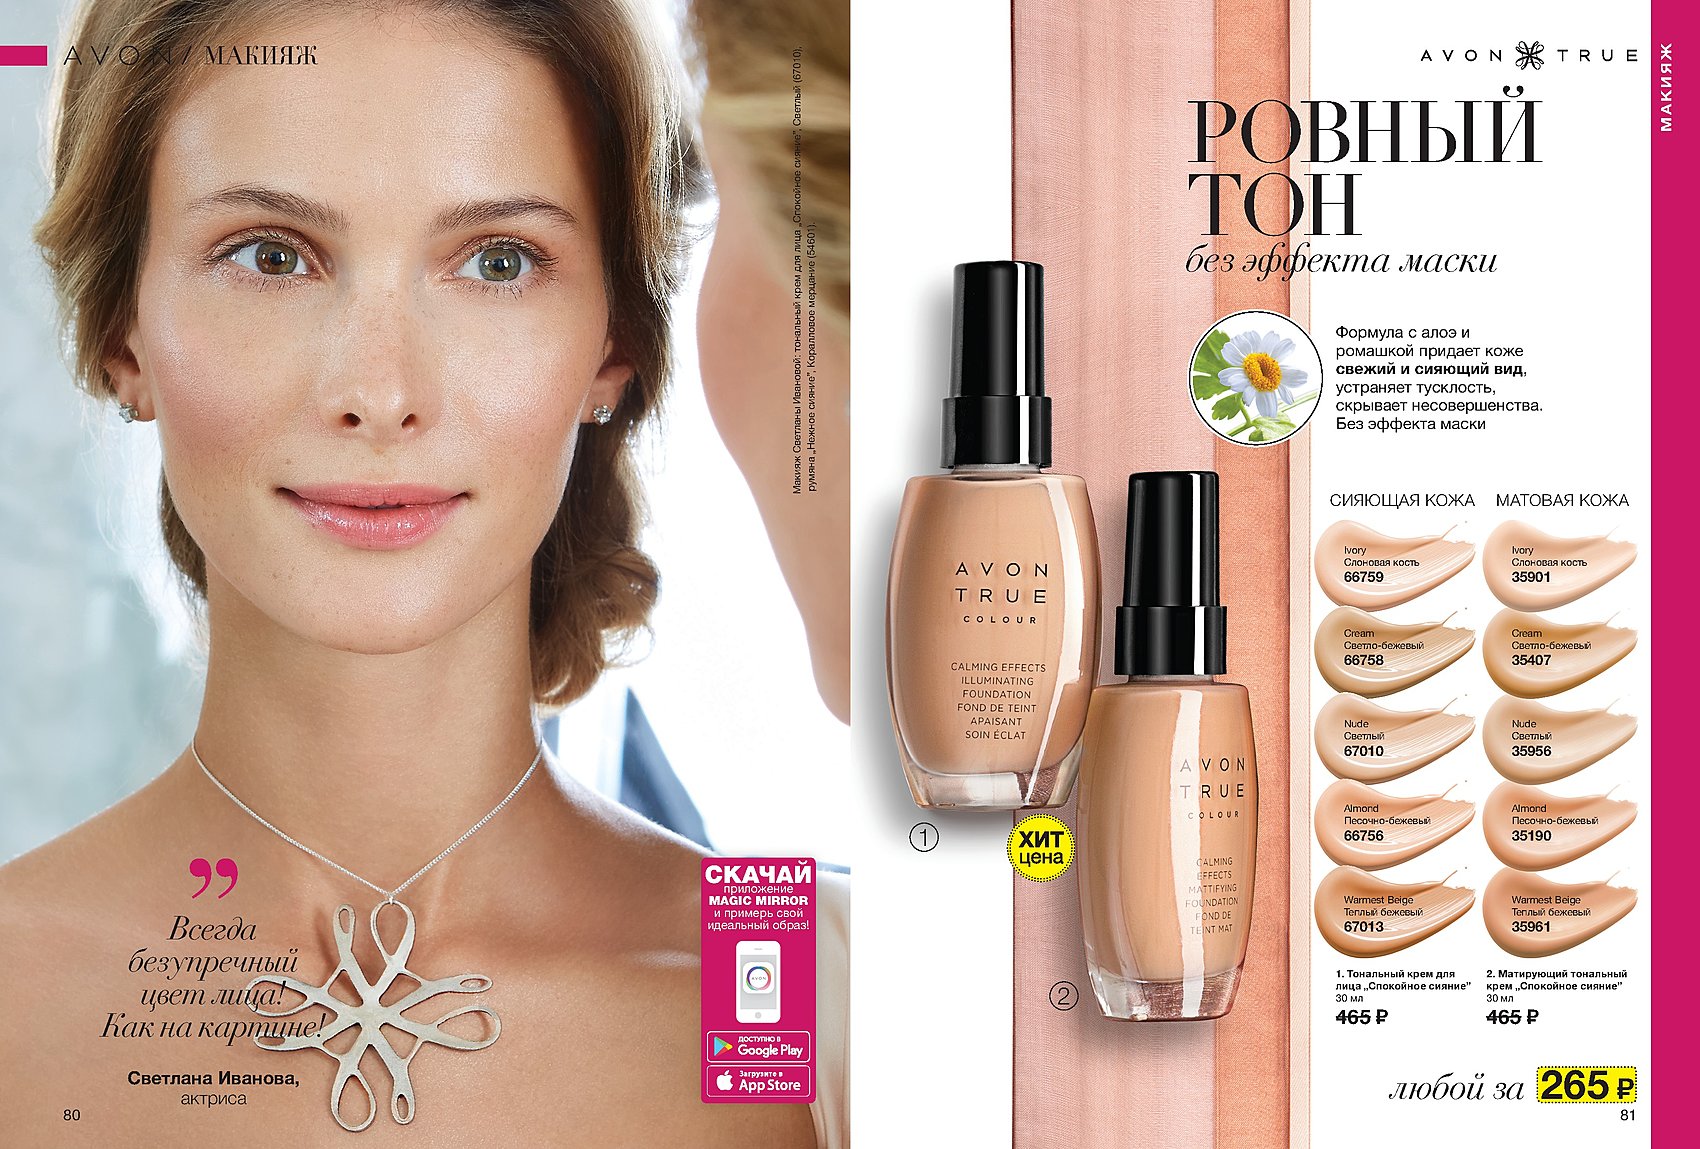 AVON / МАКИЯЖ
Макияж Светланы Ивановой: тональный крем для лица „Спокойное сияние”, Светлый (67010),
румяна „Нежное сияние”, Коралловое мерцание (54601).
”
Всегда
безупречный
цвет лица!
Как на картине!
Светлана Иванова,
актриса
80
СКАЧАЙ
приложение
MAGIC MIRROR
и примерь свой
идеальный образ!
AVON
ДОСТУПНО В
Google Play
Загрузите в
App Store
AVON TRUE
МАКИЯЖ
РОВНЫЙ
ТОН
без эффекта маски
Формула с алоэ и
ромашкой придает коже
свежий и сияющий вид,
устраняет тусклость,
скрывает несовершенства.
Без эффекта маски
AVON
TRUE
COLOUR
CALMING EFFECTS
ILLUMINATING
FOUNDATION
FOND DE TEINT
APAISANT
SOIN ÉCLAT
1
ХИТ
цена
AVON
TRUE
COLOUR
CALMING
EFFECTS
MATTIFYING
FOUNDATION
FOND DE
TEINT MAT
2
СИЯЮЩАЯ КОЖА
Ivory
Слоновая кость
66759
Cream
Светло-бежевый
66758
Nude
Светлый
67010
Almond
Песочно-бежевый
66756
Warmest Beige
Теплый бежевый
67013
МАТОВАЯ КОЖА
Ivory
Слоновая кость
35901
Cream
Светло-бежевый
35407
Nude
Светлый
35956
Almond
Песочно-бежевый
35190
Warmest Beige
Теплый бежевый
35961
1. Тональный крем для
лица „Спокойное сияние”
30 мл
465 ₽
2. Матирующий тональный
крем „Спокойное сияние”
30 мл
465 ₽
любой за 265 ₽
81